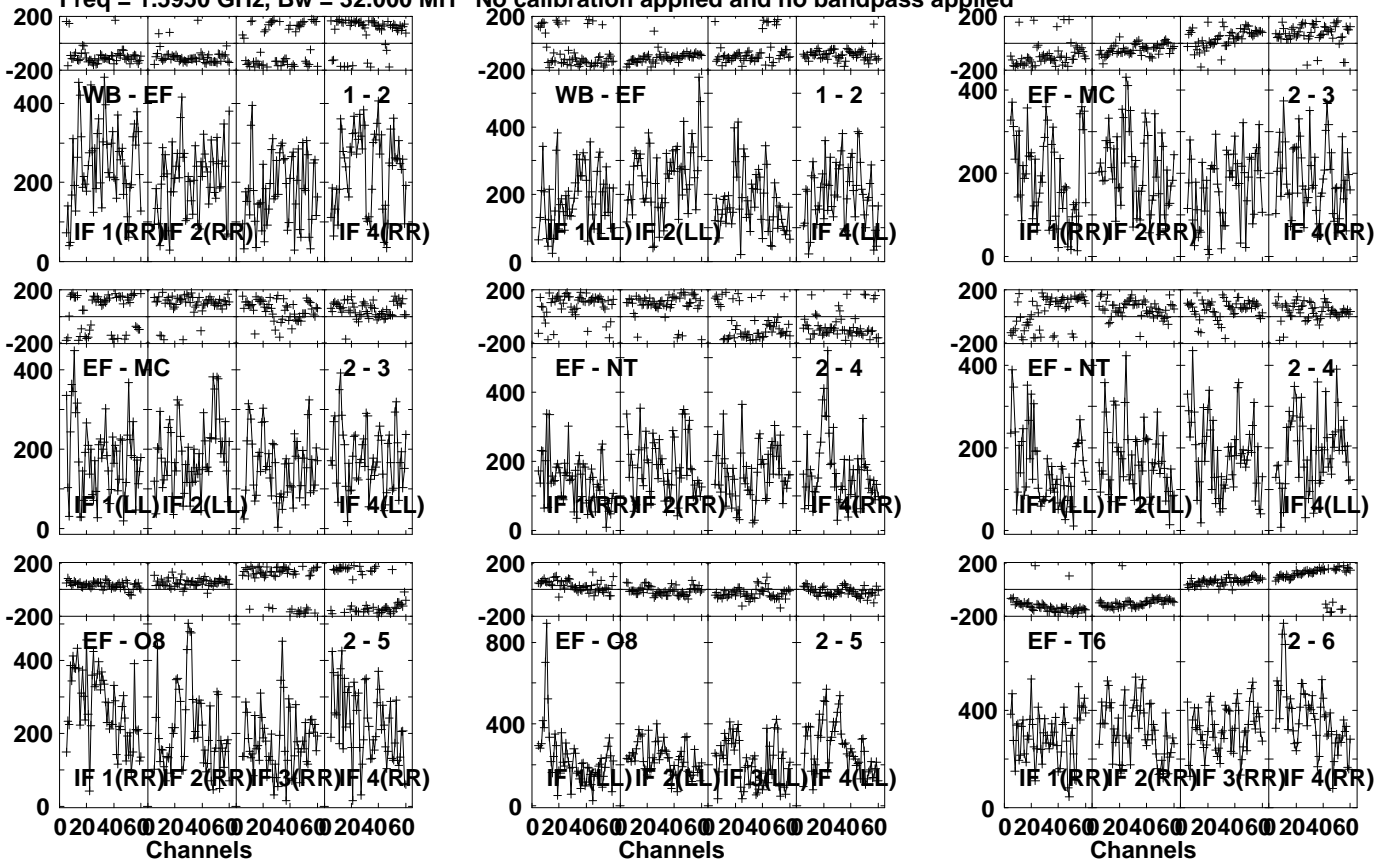 Freq = 1.5950 GHz, Bw = 32.000 MH No calibration applied and no bandpass applied
200
-200
WB - EF 1 - 2
400
200
IF 1(RR) IF 2(RR) IF 4(RR)
0
200
-200
WB - EF 1 - 2
400
200
IF 1(LL) IF 2(LL) IF 4(LL)
0
200
-200
400
EF - MC 2 - 3
200
IF 1(RR) IF 2(RR) IF 4(RR)
0
200
-200
EF - MC 2 - 3
400
200
IF 1(LL) IF 2(LL) IF 4(LL)
0
200
-200
EF - NT 2 - 4
400
200
IF 1(RR) IF 2(RR) IF 4(RR)
0
200
-200
EF - NT 2 - 4
400
200
IF 1(LL) IF 2(LL) IF 4(LL)
0
200
-200
EF - O8 2 - 5
400
200
IF 1(RR) IF 2(RR) IF 3(RR) IF 4(RR)
0
0 20 40 60 0 20 40 60 0 20 40 60 0 20 40 60
Channels
200
-200
EF - O8 2 - 5
800
400
IF 1(LL) IF 2(LL) IF 3(LL) IF 4(LL)
0
0 20 40 60 0 20 40 60 0 20 40 60 0 20 40 60
Channels
200
-200
EF - T6 2 - 6
400
200
IF 1(RR) IF 2(RR) IF 3(RR) IF 4(RR)
0
0 20 40 60 0 20 40 60 0 20 40 60 0 20 40 60
Channels